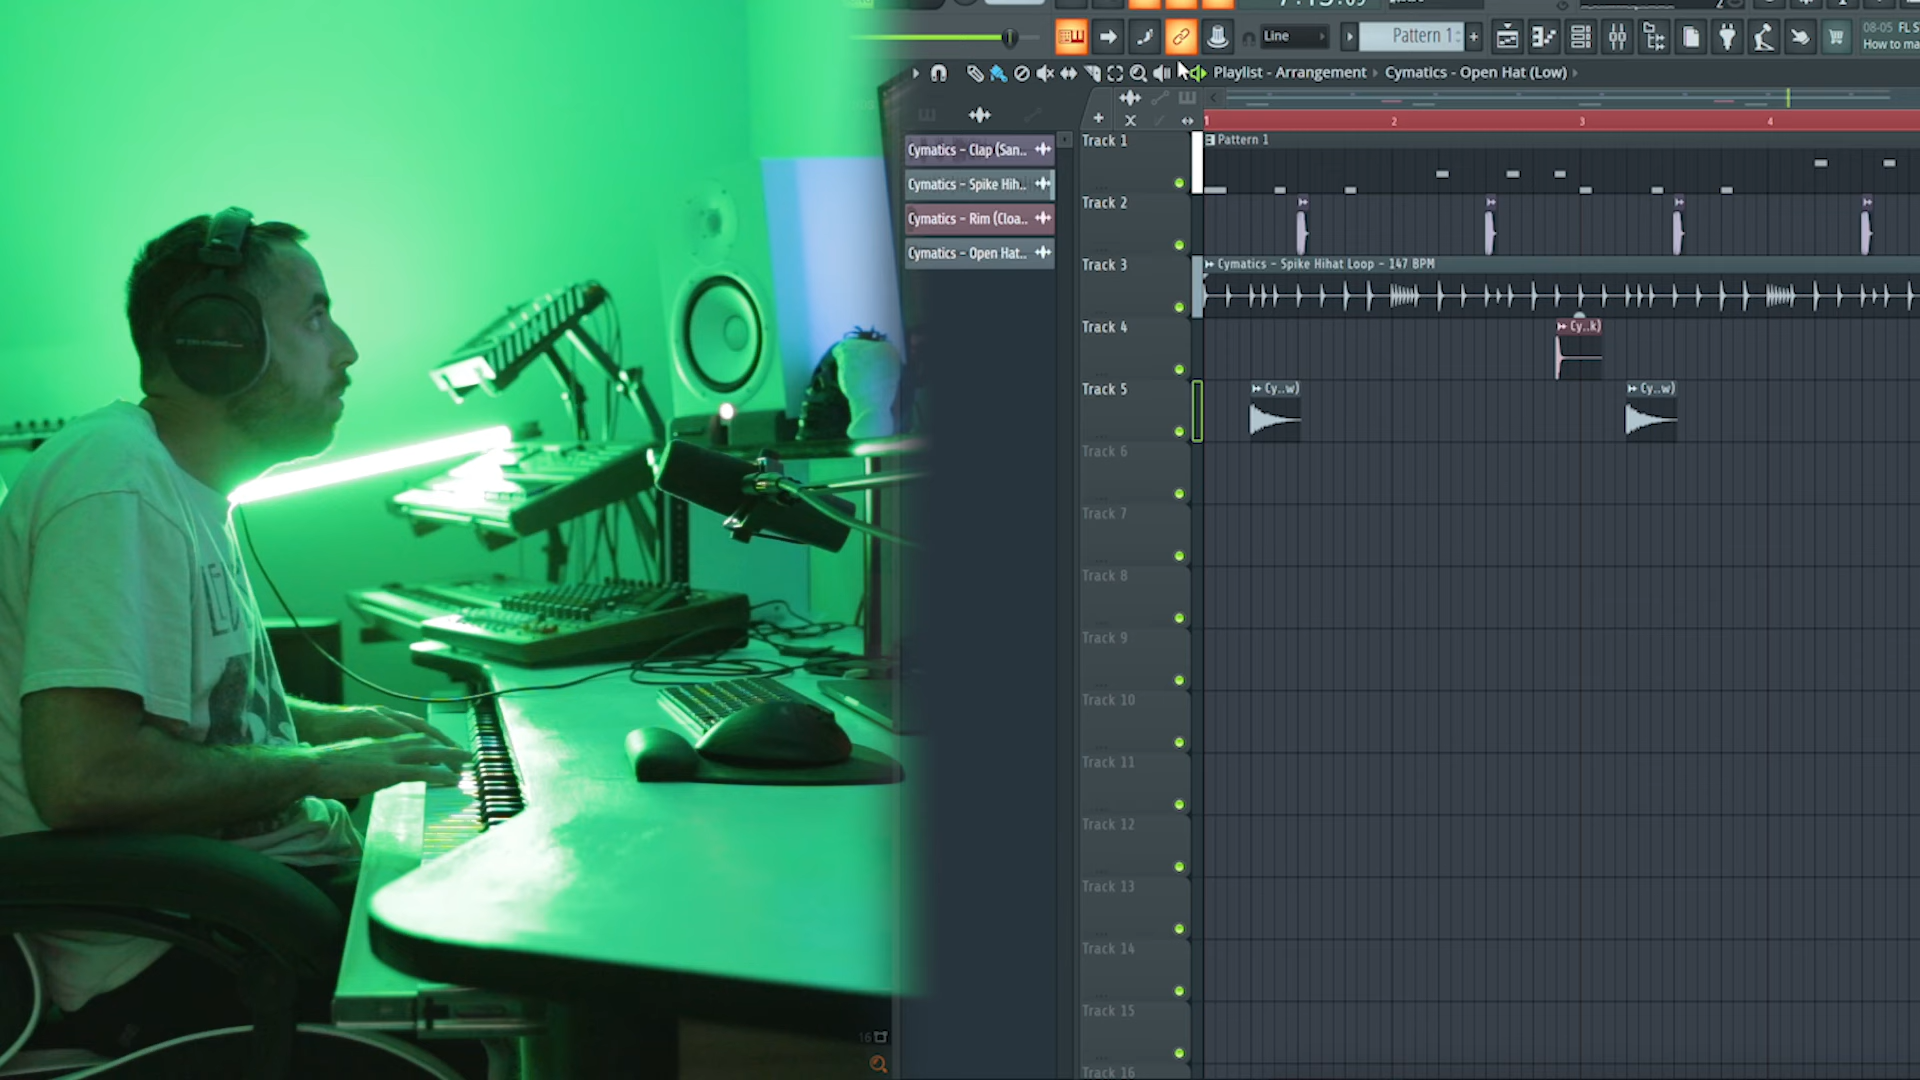 Line
Pattern 1
+
08-05 FL S
How to ma
Playlist - Arrangement
Cymatics - Open Hat (Low)
1
2
3
4
Cymatics - Clap (San..
Cymatics - Spike Hih..
Cymatics - Rim (Cloa..
Cymatics - Open Hat..
Track 1
Pattern 1
Track 2
Track 3
Cymatics - Spike Hihat Loop - 147 BPM
Track 4
Cy..k)
Track 5
Cy..w)
Cy..w)
Track 6
Track 7
Track 8
Track 9
Track 10
Track 11
Track 12
Track 13
Track 14
Track 15
Track 16
16